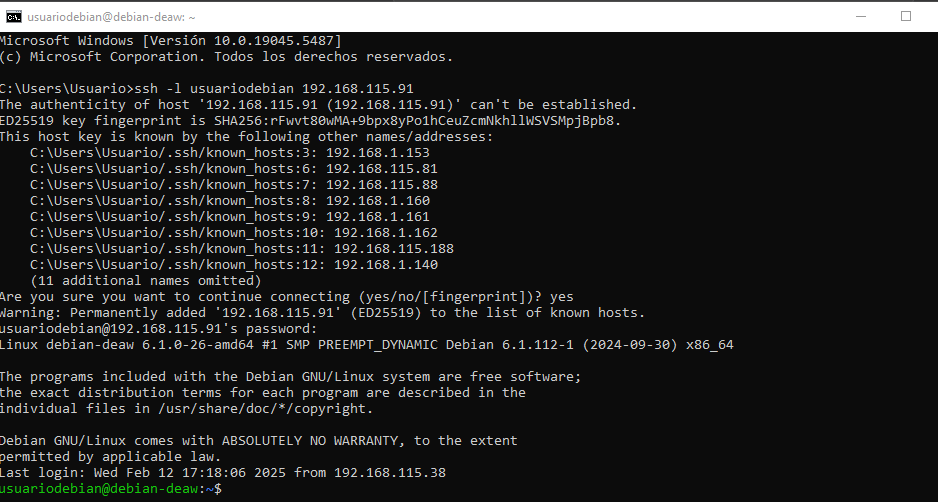 usuariodebian@debian-deaw: ~
Microsoft Windows [Versión 10.0.19045.5487]
(c) Microsoft Corporation. Todos los derechos reservados.
C:\Users\Usuario>ssh -l usuariodebian 192.168.115.91
The authenticity of host '192.168.115.91 (192.168.115.91)' can't be established.
ED25519 key fingerprint is SHA256:rFwvt80wMA+9bpx8yPo1hCeuZcmNkhllWSVSMpjBpb8.
This host key is known by the following other names/addresses:
    C:\Users\Usuario/.ssh/known_hosts:3: 192.168.1.153
    C:\Users\Usuario/.ssh/known_hosts:6: 192.168.115.81
    C:\Users\Usuario/.ssh/known_hosts:7: 192.168.115.88
    C:\Users\Usuario/.ssh/known_hosts:8: 192.168.1.160
    C:\Users\Usuario/.ssh/known_hosts:9: 192.168.1.161
    C:\Users\Usuario/.ssh/known_hosts:10: 192.168.1.162
    C:\Users\Usuario/.ssh/known_hosts:11: 192.168.115.188
    C:\Users\Usuario/.ssh/known_hosts:12: 192.168.1.140
    (11 additional names omitted)
Are you sure you want to continue connecting (yes/no/[fingerprint])? yes
Warning: Permanently added '192.168.115.91' (ED25519) to the list of known hosts.
usuariodebian@192.168.115.91's password:
Linux debian-deaw 6.1.0-26-amd64 #1 SMP PREEMPT_DYNAMIC Debian 6.1.112-1 (2024-09-30) x86_64
The programs included with the Debian GNU/Linux system are free software;
the exact distribution terms for each program are described in the
individual files in /usr/share/doc/*/copyright.
Debian GNU/Linux comes with ABSOLUTELY NO WARRANTY, to the extent
permitted by applicable law.
Last login: Wed Feb 12 17:18:06 2025 from 192.168.115.38
usuariodebian@debian-deaw:~$